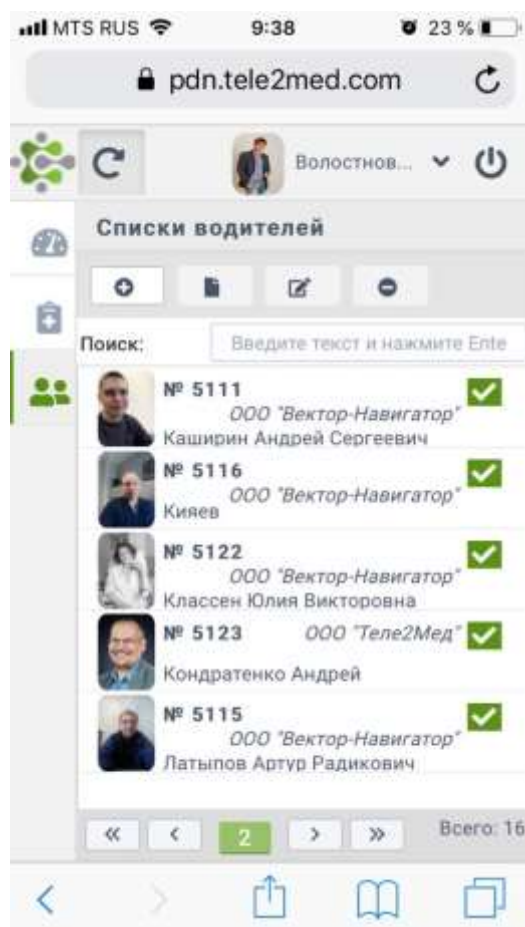 MTS RUS 9:38 23 %
pdn.tele2med.com
Волостнов...
Списки водителей
Поиск: Введите текст и нажмите Ente
№ 5111
ООО "Вектор-Навигатор"
Каширин Андрей Сергеевич
№ 5116
ООО "Вектор-Навигатор"
Кияев
№ 5122
ООО "Вектор-Навигатор"
Классен Юлия Викторовна
№ 5123 ООО "Теле2Мед"
Кондратенко Андрей
№ 5115
ООО "Вектор-Навигатор"
Латыпов Артур Радикович
« ‹ 2 › » Всего: 16